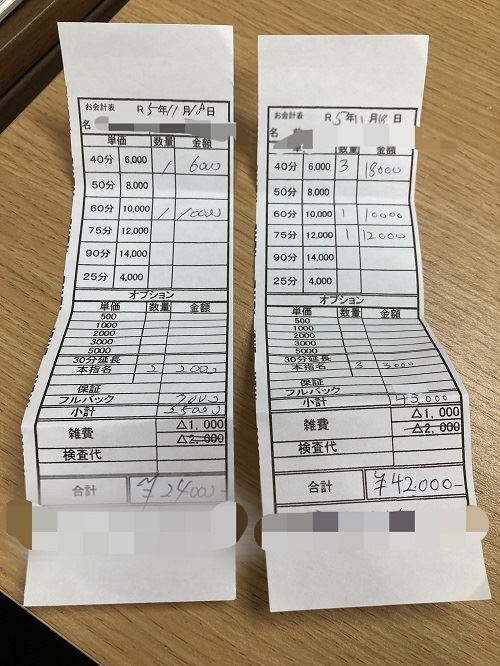 お会計表 R 5年 11月 18日
名
単価 数量 金額
40分 6,000 1 6000
50分 8,000
60分 10,000 1 10000
75分 12,000
90分 14,000
25分 4,000
オプション
単価 数量 金額
500
1000
2000
3000
5000
30分延長
本指名 2 2000
保証
フルバック 7000
小計 25000
雑費 △1,000
△2,000
検査代
合計 ¥24000-
お会計表 R 5年 11月 18日
名
数量 金額
40分 6,000 3 18000
50分 8,000
60分 10,000 1 10000
75分 12,000 1 12000
90分 14,000
25分 4,000
オプション
単価 数量 金額
500
1000
2000
3000
5000
30分延長
本指名 3 3000
保証
フルバック
小計 43000
雑費 △1,000
△2,000
検査代
合計 ¥42000-